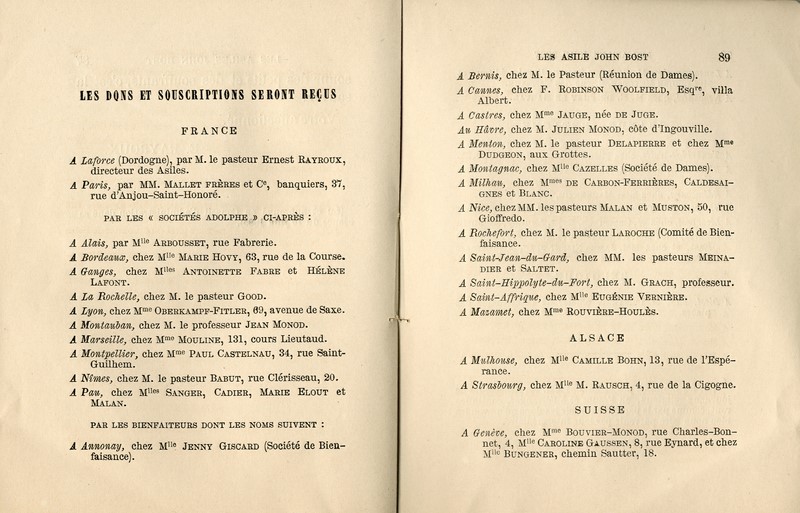 LES DONS ET SOUSCRIPTIONS SERONT REÇUS
FRANCE
A Laforce (Dordogne), par M. le pasteur Ernest RAYROUX,
directeur des Asiles.
A Paris, par MM. MALLET FRÈRES et Cᵉ, banquiers, 37,
rue d'Anjou-Saint-Honoré.
PAR LES « SOCIÉTÉS ADOLPHE » CI-APRÈS :
A Alais, par Mˡˡᵉ ARBOUSSET, rue Fabrerie.
A Bordeaux, chez Mˡˡᵉ MARIE HOVY, 63, rue de la Course.
A Ganges, chez Mˡˡᵉˢ ANTOINETTE FABRE et HÉLÈNE
LAFONT.
A La Rochelle, chez M. le pasteur GOOD.
A Lyon, chez Mᵐᵉ OBERKAMPF-FITLER, 69, avenue de Saxe.
A Montauban, chez M. le professeur JEAN MONOD.
A Marseille, chez Mᵐᵉ MOULINE, 131, cours Lieutaud.
A Montpellier, chez Mᵐᵉ PAUL CASTELNAU, 34, rue Saint-
Guilhem.
A Nîmes, chez M. le pasteur BABUT, rue Clérisseau, 20.
A Pau, chez Mˡˡᵉˢ SANGER, CADIER, MARIE ELOUT et
MALAN.
PAR LES BIENFAITEURS DONT LES NOMS SUIVENT :
A Annonay, chez Mˡˡᵉ JENNY GISCARD (Société de Bien-
faisance).
LES ASILE JOHN BOST 89
A Bernis, chez M. le Pasteur (Réunion de Dames).
A Cannes, chez F. ROBINSON WOOLFIELD, Esqʳᵉ, villa
Albert.
A Castres, chez Mᵐᵉ JAUGE, née DE JUGE.
Au Hâvre, chez M. JULIEN MONOD, côte d'Ingouville.
A Menton, chez M. le pasteur DELAPIERRE et chez Mᵐᵉ
DUDGEON, aux Grottes.
A Montagnac, chez Mˡˡᵉ CAZELLES (Société de Dames).
A Milhau, chez Mᵐᵉˢ DE CARBON-FERRIÈRES, CALDESAI-
GNES et BLANC.
A Nice, chez MM. les pasteurs MALAN et MUSTON, 50, rue
Gioffredo.
A Rochefort, chez M. le pasteur LAROCHE (Comité de Bien-
faisance.
A Saint-Jean-du-Gard, chez MM. les pasteurs MEINA-
DIER et SALTET.
A Saint-Hippolyte-du-Fort, chez M. GRACH, professeur.
A Saint-Affrique, chez Mˡˡᵉ EUGÉNIE VERNIÈRE.
A Mazamet, chez Mᵐᵉ ROUVIÈRE-HOULÈS.
ALSACE
A Mulhouse, chez Mˡˡᵉ CAMILLE BOHN, 13, rue de l'Espé-
rance.
A Strasbourg, chez Mˡˡᵉ M. RAUSCH, 4, rue de la Cigogne.
SUISSE
A Genève, chez Mᵐᵉ BOUVIER-MONOD, rue Charles-Bon-
net, 4, Mˡˡᵉ CAROLINE GAUSSEN, 8, rue Eynard, et chez
Mˡˡᵉ BUNGENER, chemin Sautter, 18.